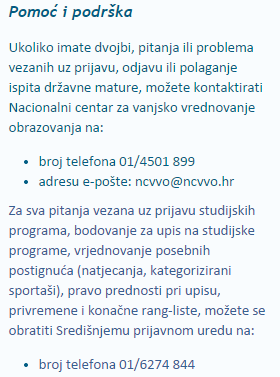 Pomoć i podrška
Ukoliko imate dvojbi, pitanja ili problema
vezanih uz prijavu, odjavu ili polaganje
ispita državne mature, možete kontaktirati
Nacionalni centar za vanjsko vrednovanje
obrazovanja na:
• broj telefona 01/4501 899
• adresu e-pošte: ncvvo@ncvvo.hr
Za sva pitanja vezana uz prijavu studijskih
programa, bodovanje za upis na studijske
programe, vrjednovanje posebnih
postignuća (natjecanja, kategorizirani
sportaši), pravo prednosti pri upisu,
privremene i konačne rang-liste, možete se
obratiti Središnjemu prijavnom uredu na:
• broj telefona 01/6274 844